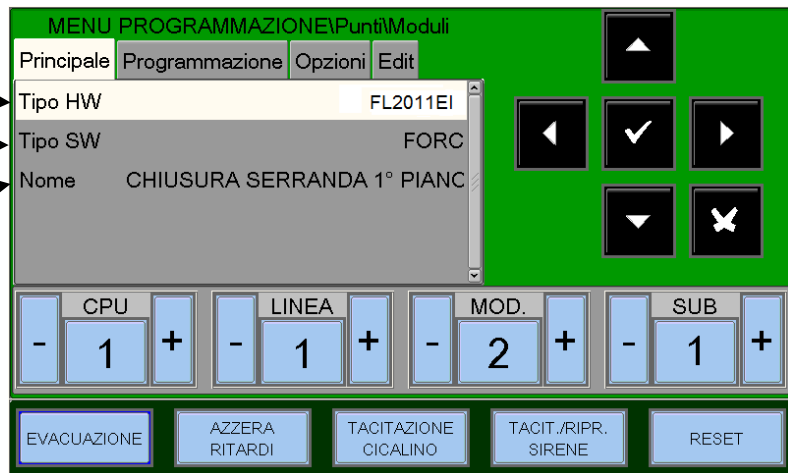 MENU PROGRAMMAZIONE\Punti\Moduli
Principale Programmazione Opzioni Edit
Tipo HW FL2011EI
Tipo SW FORC
Nome CHIUSURA SERRANDA 1° PIANC
CPU LINEA MOD. SUB
- 1 + - 1 + - 2 + - 1 +
EVACUAZIONE
AZZERA
RITARDI
TACITAZIONE
CICALINO
TACIT./RIPR.
SIRENE
RESET